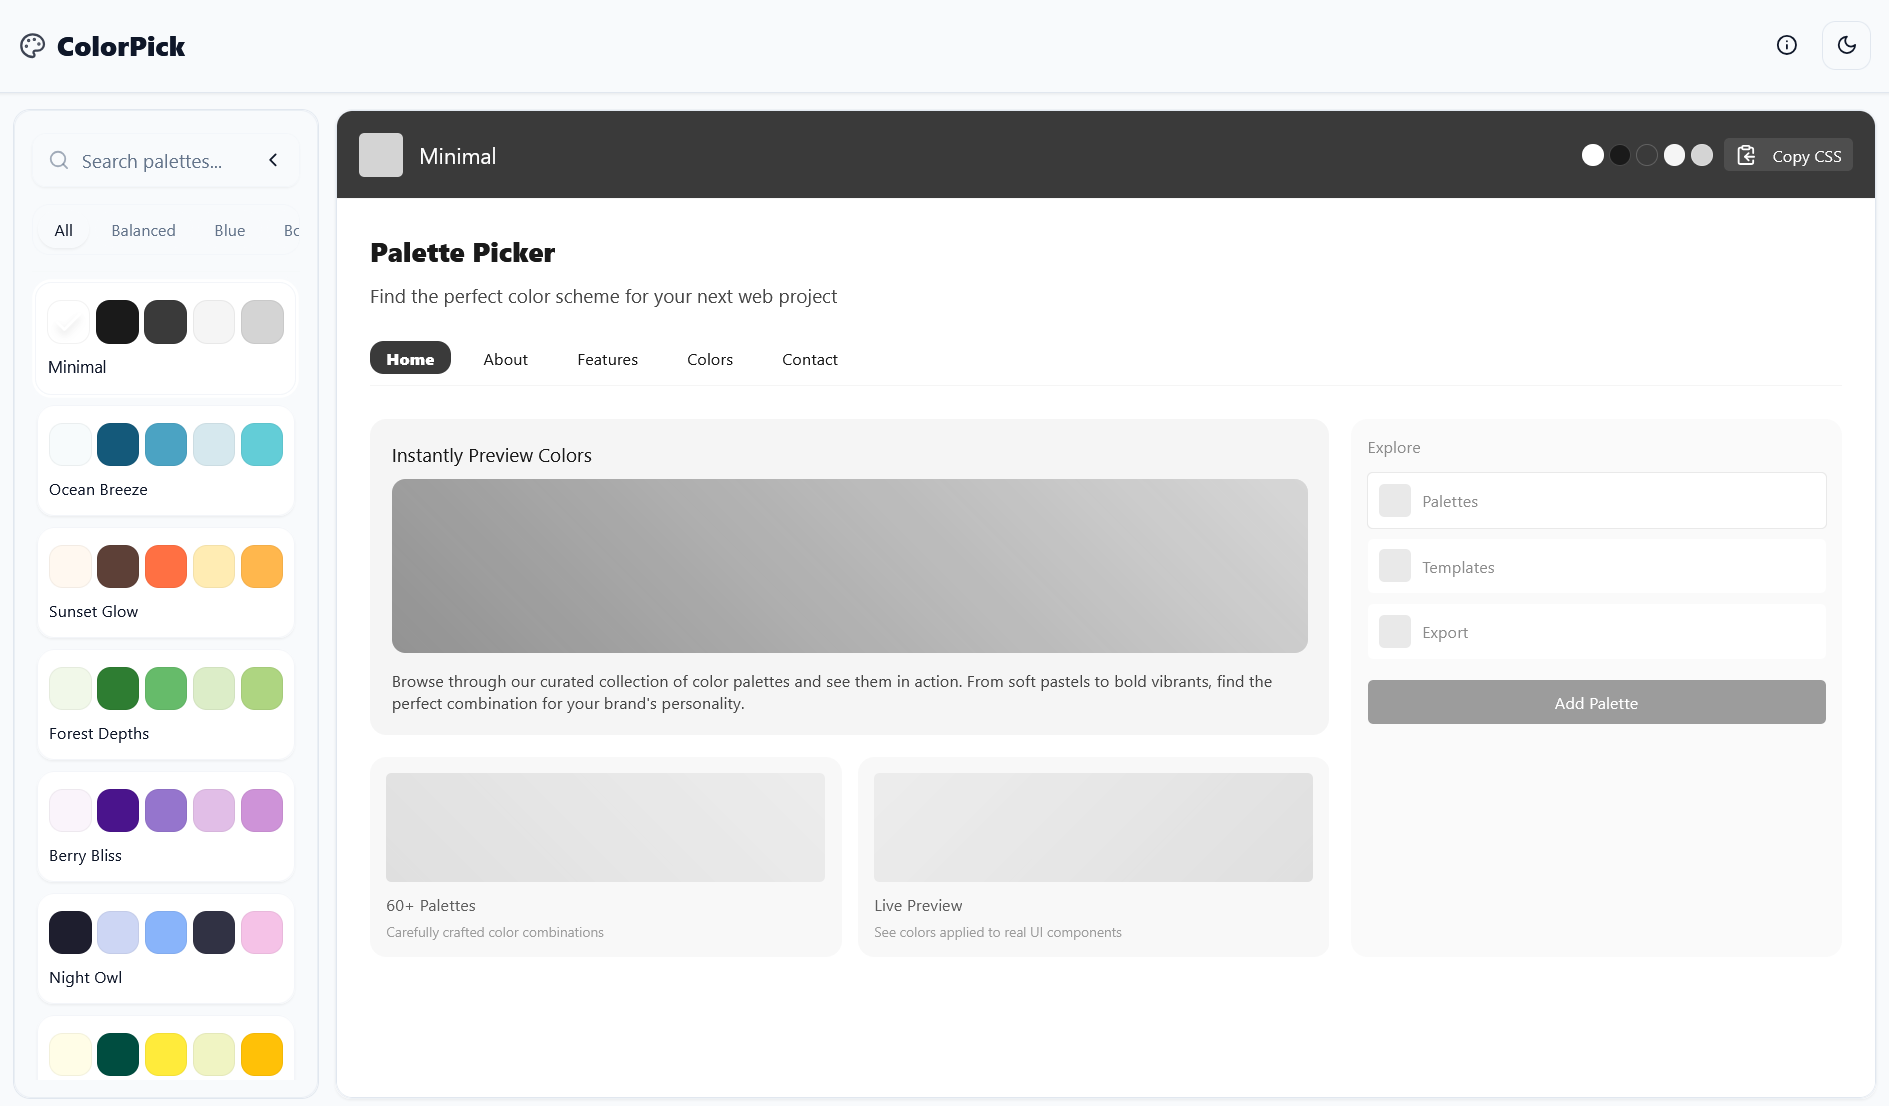 ColorPick
Search palettes...
All Balanced Blue Bo
Minimal
Ocean Breeze
Sunset Glow
Forest Depths
Berry Bliss
Night Owl
Minimal
Copy CSS
Palette Picker
Find the perfect color scheme for your next web project
Home About Features Colors Contact
Instantly Preview Colors
Browse through our curated collection of color palettes and see them in action. From soft pastels to bold vibrants, find the
perfect combination for your brand's personality.
60+ Palettes
Carefully crafted color combinations
Live Preview
See colors applied to real UI components
Explore
Palettes
Templates
Export
Add Palette